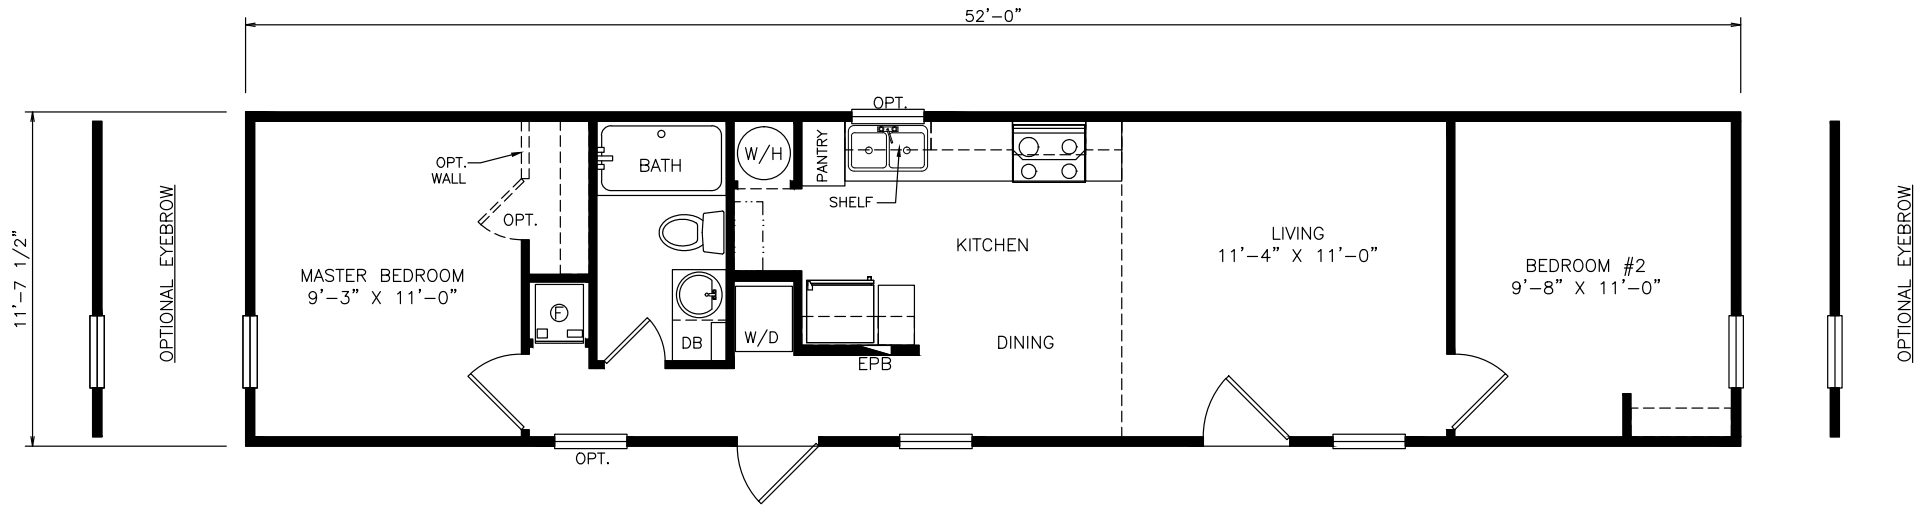 52'-0"
OPT.
OPT.
WALL
OPT.
BATH
W/H
PANTRY
SHELF
KITCHEN
LIVING
11'-4" X 11'-0"
MASTER BEDROOM
9'-3" X 11'-0"
BEDROOM #2
9'-8" X 11'-0"
11'-7 1/2"
OPTIONAL EYEBROW
OPTIONAL EYEBROW
F
DB
W/D
DINING
EPB
OPT.